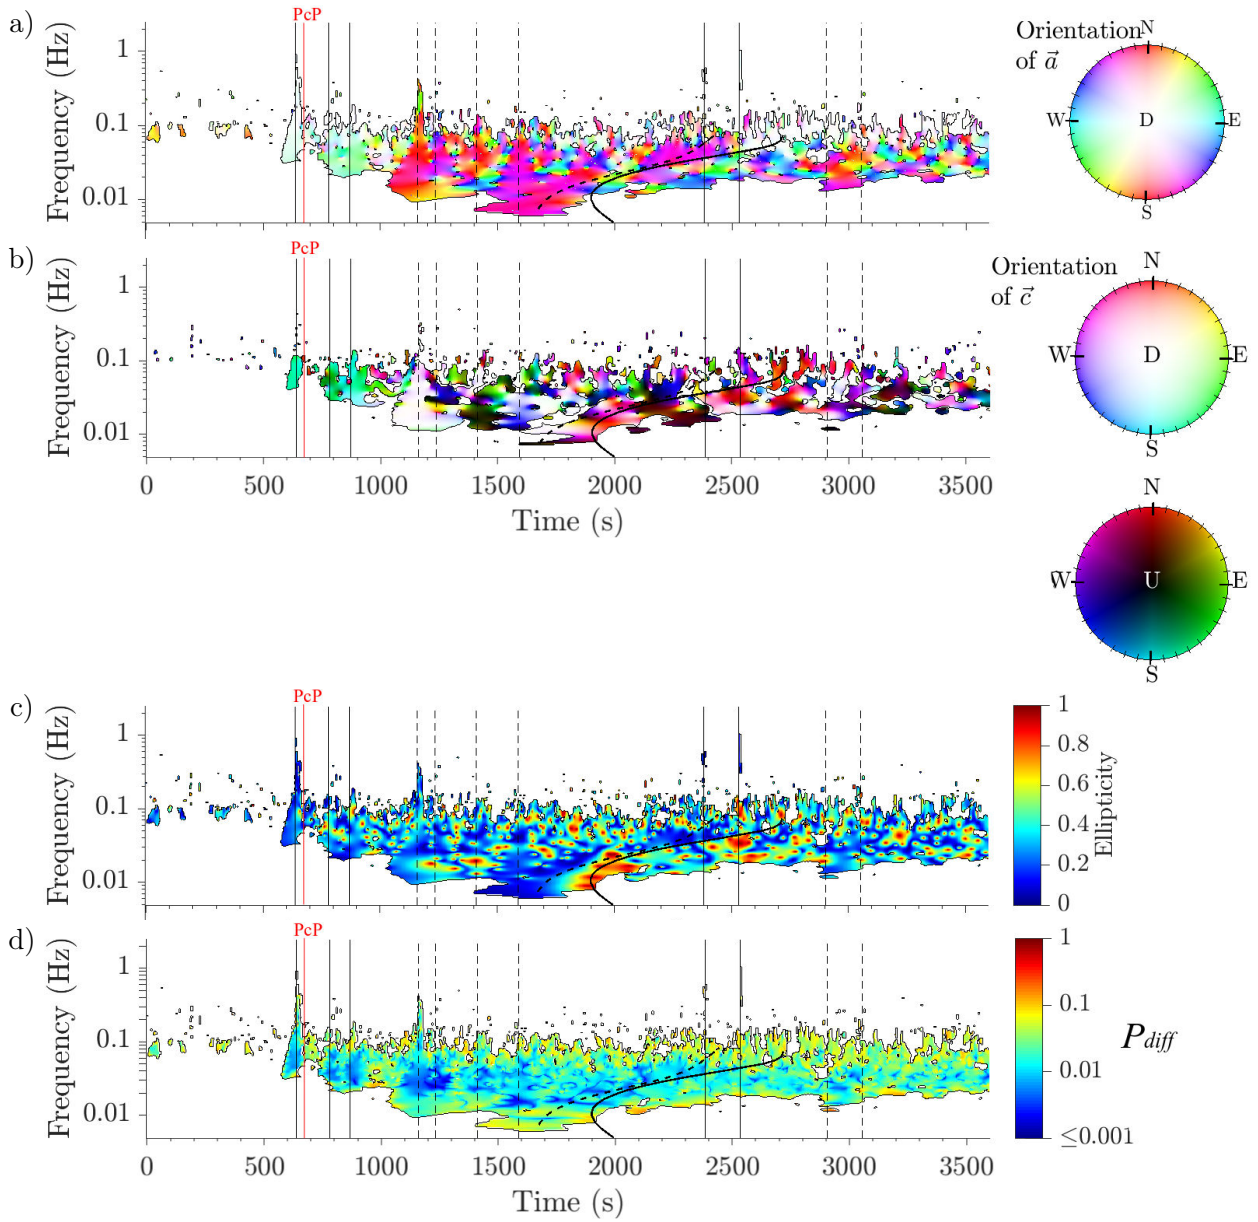 a)
PcP
Frequency (Hz)
1
0.1
0.01
Orientation
of a⃗
N
W
D
E
S
b)
PcP
Frequency (Hz)
1
0.1
0.01
0
500
1000
1500
2000
2500
3000
3500
Time (s)
Orientation
of c⃗
N
W
D
E
S
N
W
U
E
S
c)
PcP
Frequency (Hz)
1
0.1
0.01
1
0.8
0.6
0.4
0.2
0
Ellipticity
d)
PcP
Frequency (Hz)
1
0.1
0.01
0
500
1000
1500
2000
2500
3000
3500
Time (s)
1
0.1
0.01
≤0.001
Pdiff